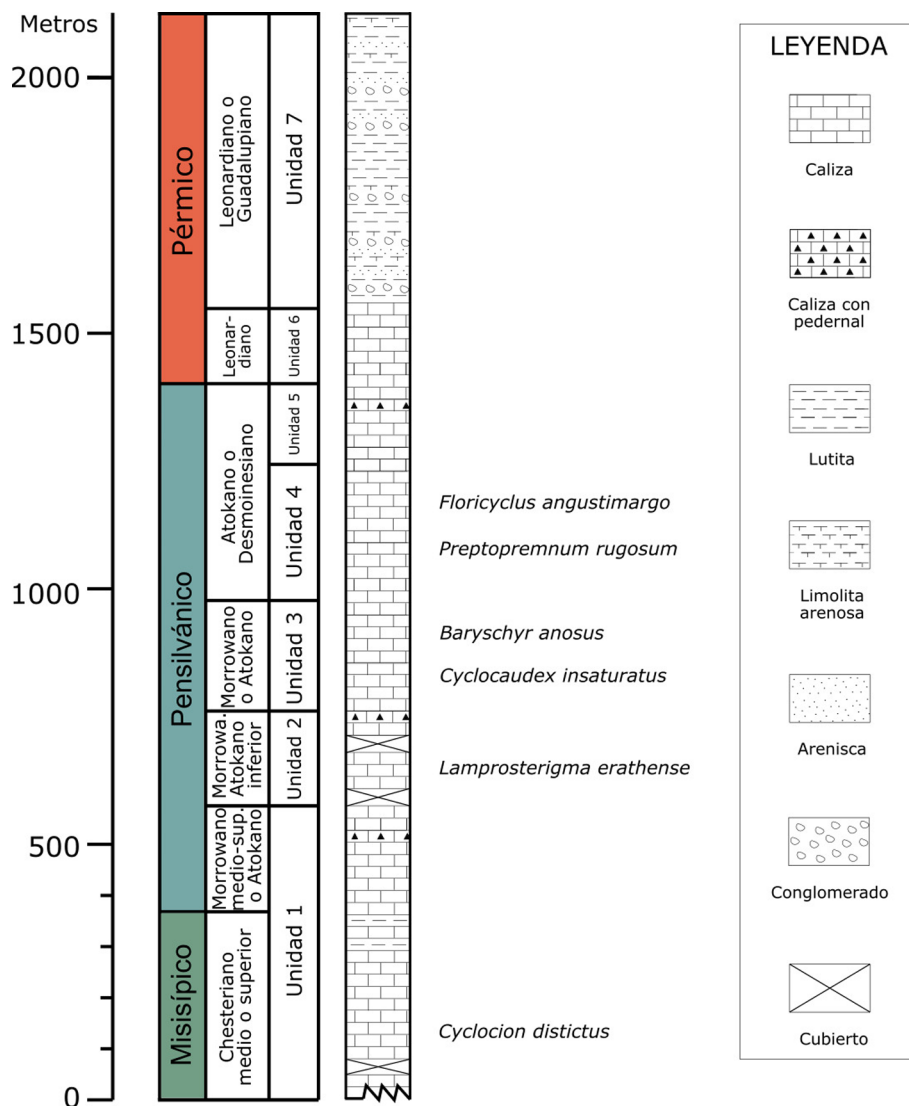 Metros
2000
1500
1000
500
0
Pérmico
Pensilvánico
Misisípico
Leonardiano o
Guadalupiano
Leonar-
diano
Atokano o
Desmoinesiano
Morrowano
o Atokano
Morrowa.
Atokano
inferior
Morrowano
medio-sup.
o Atokano
Chesteriano
medio o superior
Unidad 7
Unidad 6
Unidad 5
Unidad 4
Unidad 3
Unidad 2
Unidad 1
Floricyclus angustimargo
Preptopremnum rugosum
Baryschyr anosus
Cyclocaudex insaturatus
Lamprosterigma erathense
Cyclocion distictus
LEYENDA
Caliza
Caliza con
pedernal
Lutita
Limolita
arenosa
Arenisca
Conglomerado
Cubierto